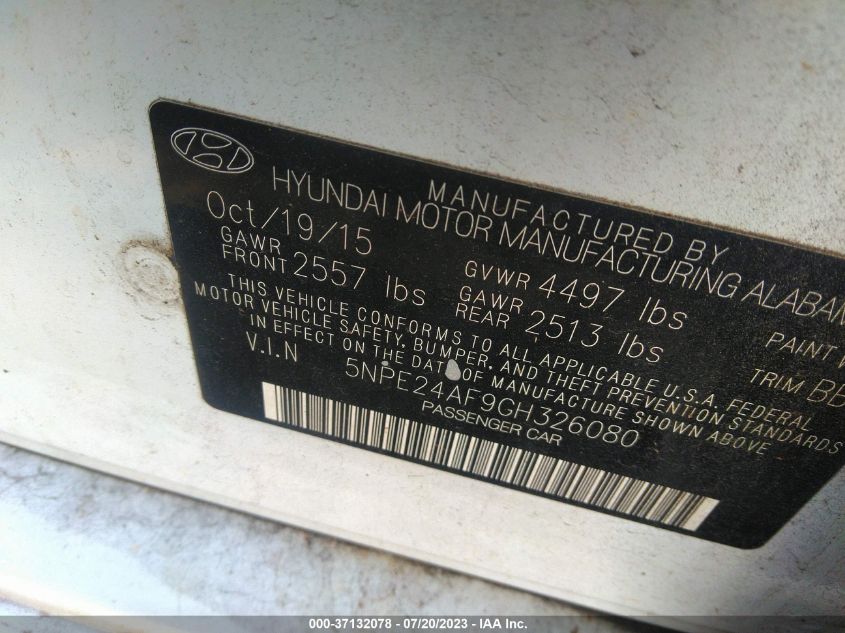 MANUFACTURED BY
HYUNDAI MOTOR MANUFACTURING ALABAM
Oct/19/15
GVWR 4497 lbs
GAWR FRONT 2557 lbs
GAWR REAR 2513 lbs
THIS VEHICLE CONFORMS TO ALL APPLICABLE U.S.A. FEDERAL
MOTOR VEHICLE SAFETY, BUMPER, AND THEFT PREVENTION STANDARDS
IN EFFECT ON THE DATE OF MANUFACTURE SHOWN ABOVE
PAINT
TRIM BB
V.I.N
5NPE24AF9GH326080
PASSENGER CAR
000-37132078 - 07/20/2023 - IAA Inc.